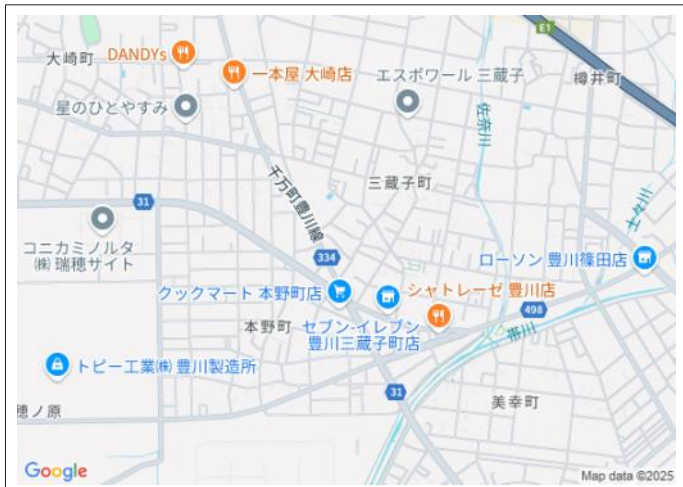 E1
大崎町
DANDYs
一本屋 大崎店
エスポワール 三蔵子
樽井町
星のひとやすみ
佐奈川
三蔵子町
千万町豊川線
31
コニカミノルタ
㈱ 瑞穂サイト
334
ローソン 豊川篠田店
クックマート 本野町店
シャトレーゼ 豊川店
498
本野町
セブン-イレブン
豊川三蔵子町店
帯川
トピー工業㈱ 豊川製造所
31
美幸町
穂ノ原
Google
Map data ©2025